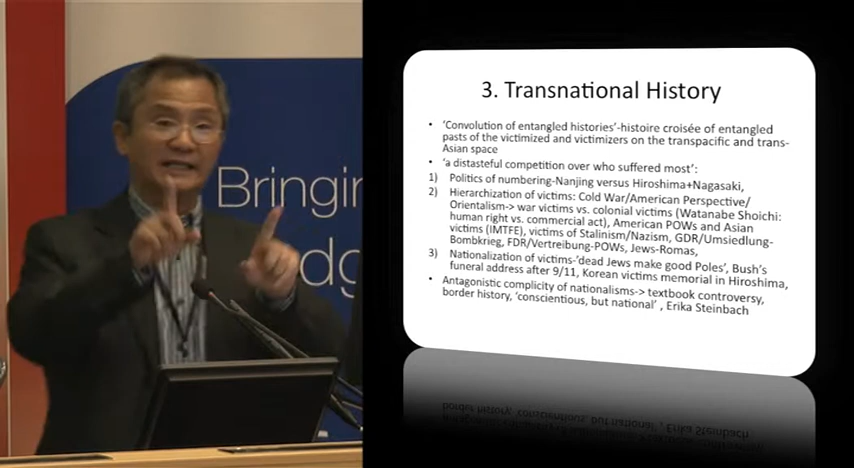 Bringin
dg
3. Transnational History
• 'Convolution of entangled histories'-histoire croisée of entangled
pasts of the victimized and victimizers on the transpacific and trans-
Asian space
• 'a distasteful competition over who suffered most':
1) Politics of numbering-Nanjing versus Hiroshima+Nagasaki,
2) Hierarchization of victims: Cold War/American Perspective/
Orientalism-> war victims vs. colonial victims (Watanabe Shoichi:
human right vs. commercial act), American POWs and Asian
victims (IMTFE), victims of Stalinism/Nazism, GDR/Umsiedlung-
Bombkrieg, FDR/Vertreibung-POWs, Jews-Romas,
3) Nationalization of victims-'dead Jews make good Poles', Bush's
funeral address after 9/11, Korean victims memorial in Hiroshima,
• Antagonistic complicity of nationalisms-> textbook controversy,
border history, 'conscientious, but national' , Erika Steinbach